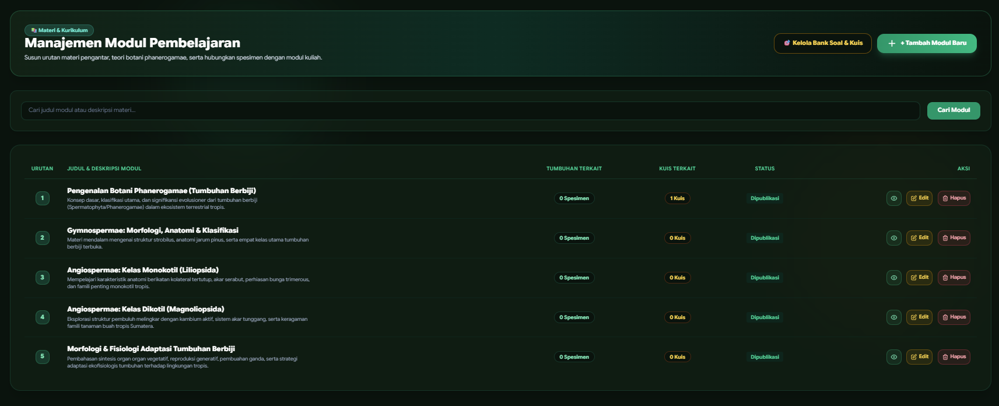 Materi & Kurikulum
Manajemen Modul Pembelajaran
Susun urutan materi pengantar, teori botani phanerogamae, serta hubungkan spesimen dengan modul kuliah.
Kelola Bank Soal & Kuis
+ + Tambah Modul Baru
Cari judul modul atau deskripsi materi...
Cari Modul
URUTAN JUDUL & DESKRIPSI MODUL TUMBUHAN TERKAIT KUIS TERKAIT STATUS AKSI
1 Pengenalan Botani Phanerogamae (Tumbuhan Berbiji)
Konsep dasar, klasifikasi utama, dan signifikansi evolusioner dari tumbuhan berbiji
(Spermatophyta/Phanerogamae) dalam ekosistem terrestrial tropis.
0 Spesimen 1 Kuis Dipublikasi Edit Hapus
2 Gymnospermae: Morfologi, Anatomi & Klasifikasi
Materi mendalam mengenai struktur strobilus, anatomi jarum pinus, serta empat kelas utama tumbuhan
berbiji terbuka.
0 Spesimen 0 Kuis Dipublikasi Edit Hapus
3 Angiospermae: Kelas Monokotil (Liliopsida)
Mempelajari karakteristik anatomi berikatan kolateral tertutup, akar serabut, perhiasan bunga trimerous,
dan famili penting monokotil tropis.
0 Spesimen 0 Kuis Dipublikasi Edit Hapus
4 Angiospermae: Kelas Dikotil (Magnoliopsida)
Eksplorasi struktur pembuluh melingkar dengan kambium aktif, sistem akar tunggang, serta keragaman
famili tanaman buah tropis Sumatera.
0 Spesimen 0 Kuis Dipublikasi Edit Hapus
5 Morfologi & Fisiologi Adaptasi Tumbuhan Berbiji
Pembahasan sintesis organ organ vegetatif, reproduksi generatif, pembuahan ganda, serta strategi
adaptasi ekofisiologis tumbuhan terhadap lingkungan tropis.
0 Spesimen 0 Kuis Dipublikasi Edit Hapus